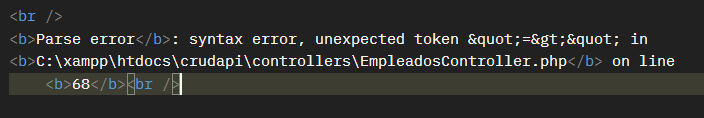 <br />
<b>Parse error</b>: syntax error, unexpected token &quot;=&gt;&quot; in
<b>C:\xampp\htdocs\crudapi\controllers\EmpleadosController.php</b> on line
<b>68</b><br />